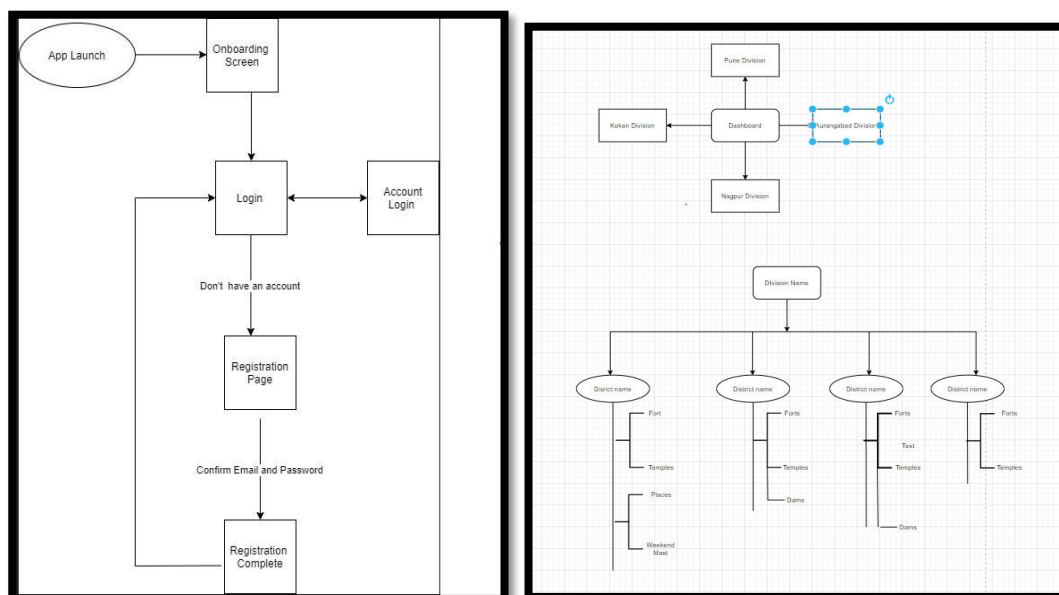 App Launch
Onboarding
Screen
Login
Account
Login
Don't have an account
Registration
Page
Confirm Email and Password
Registration
Complete
Pune Division
Koken Division
Dashboard
Aurangabad Division
Nagpur Division
Division Name
Disrict name
District name
District name
District name
Fort
Forts
Forts
Forts
Text
Temples
Temples
Temples
Temples
Places
Dams
Dams
Weekend
Mast